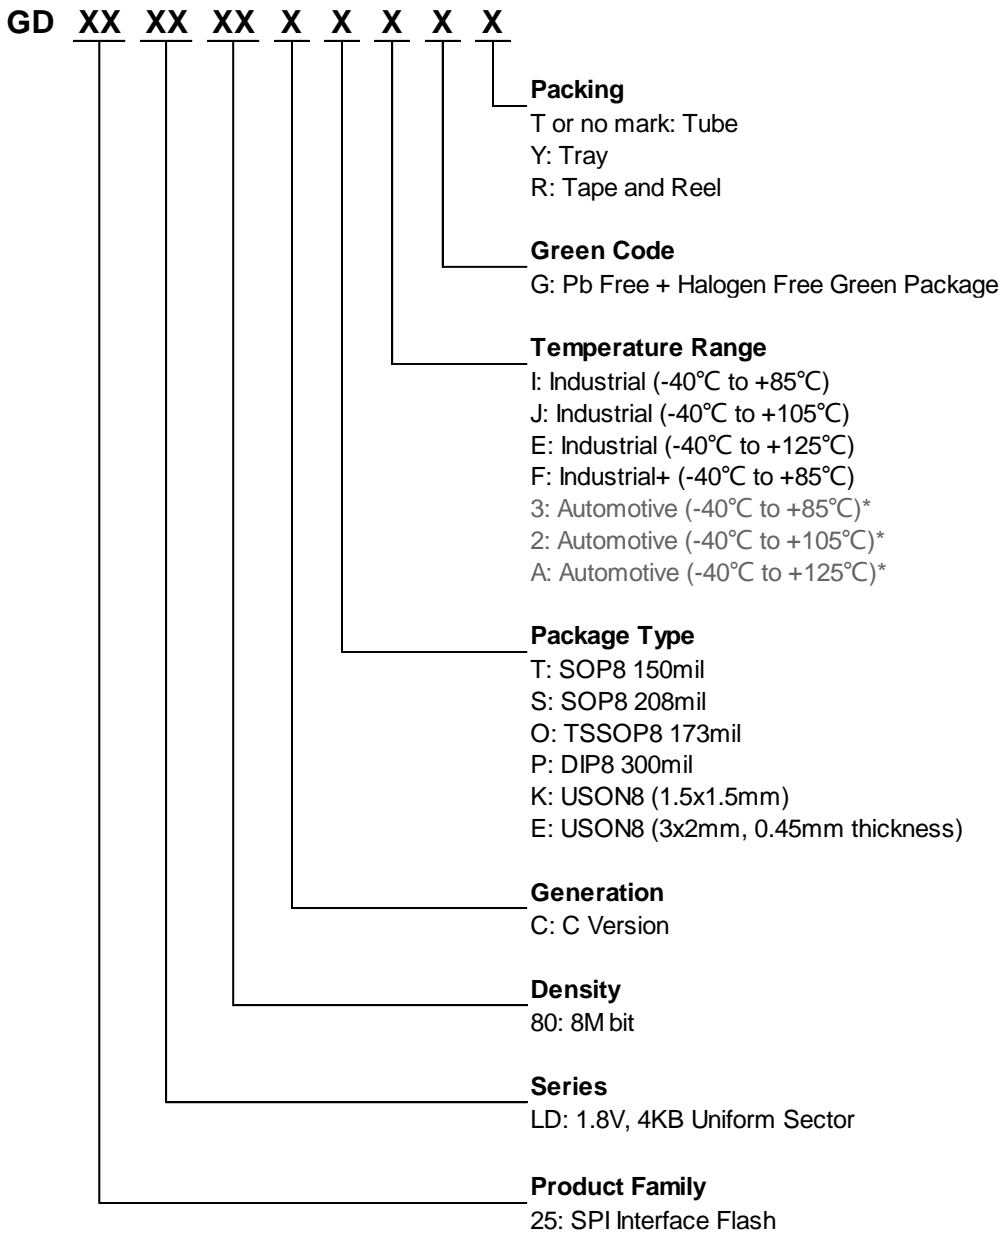 GD XX XX XX X X X X X
Packing
T or no mark: Tube
Y: Tray
R: Tape and Reel
Green Code
G: Pb Free + Halogen Free Green Package
Temperature Range
I: Industrial (-40℃ to +85℃)
J: Industrial (-40℃ to +105℃)
E: Industrial (-40℃ to +125℃)
F: Industrial+ (-40℃ to +85℃)
3: Automotive (-40℃ to +85℃)*
2: Automotive (-40℃ to +105℃)*
A: Automotive (-40℃ to +125℃)*
Package Type
T: SOP8 150mil
S: SOP8 208mil
O: TSSOP8 173mil
P: DIP8 300mil
K: USON8 (1.5x1.5mm)
E: USON8 (3x2mm, 0.45mm thickness)
Generation
C: C Version
Density
80: 8M bit
Series
LD: 1.8V, 4KB Uniform Sector
Product Family
25: SPI Interface Flash